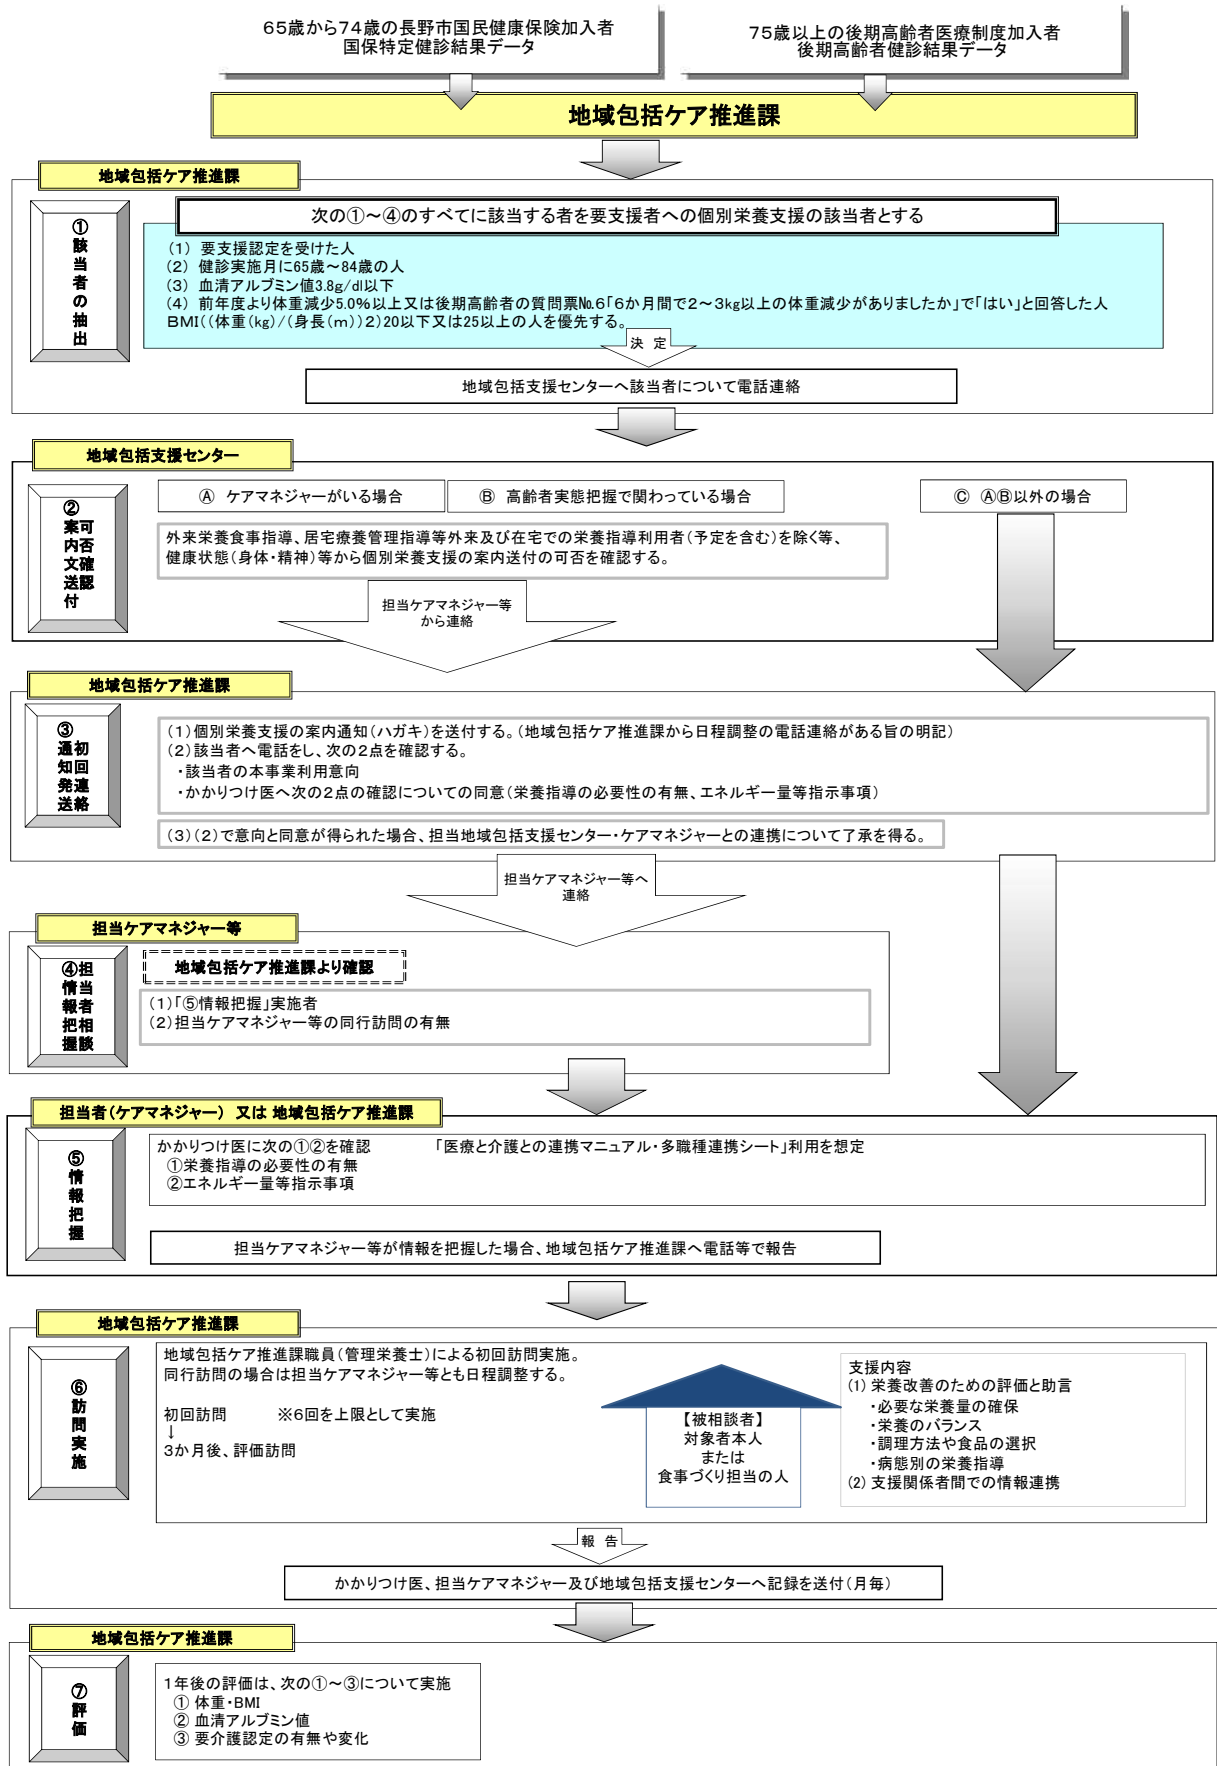 65歳から74歳の長野市国民健康保険加入者
国保特定健診結果データ
75歳以上の後期高齢者医療制度加入者
後期高齢者健診結果データ
地域包括ケア推進課
地域包括ケア推進課
①該当者の抽出
次の①~④のすべてに該当する者を要支援者への個別栄養支援の該当者とする
(1) 要支援認定を受けた人
(2) 健診実施月に65歳~84歳の人
(3) 血清アルブミン値3.8g/dl以下
(4) 前年度より体重減少5.0%以上又は後期高齢者の質問票№6「6か月間で2~3kg以上の体重減少がありましたか」で「はい」と回答した人
BMI((体重(kg)/(身長(m))2)20以下又は25以上の人を優先する。
決 定
地域包括支援センターへ該当者について電話連絡
地域包括支援センター
②可否確認
案内文送付
Ⓐ ケアマネジャーがいる場合
Ⓑ 高齢者実態把握で関わっている場合
Ⓒ ⒶⒷ以外の場合
外来栄養食事指導、居宅療養管理指導等外来及び在宅での栄養指導利用者(予定を含む)を除く等、
健康状態(身体・精神)等から個別栄養支援の案内送付の可否を確認する。
担当ケアマネジャー等
から連絡
地域包括ケア推進課
③初回連絡
通知発送
(1)個別栄養支援の案内通知(ハガキ)を送付する。(地域包括ケア推進課から日程調整の電話連絡がある旨の明記)
(2)該当者へ電話をし、次の2点を確認する。
・該当者の本事業利用意向
・かかりつけ医へ次の2点の確認についての同意(栄養指導の必要性の有無、エネルギー量等指示事項)
(3)(2)で意向と同意が得られた場合、担当地域包括支援センター・ケアマネジャーとの連携について了承を得る。
担当ケアマネジャー等へ
連絡
担当ケアマネジャー等
④担当者相談
情報把握
地域包括ケア推進課より確認
(1)「⑤情報把握」実施者
(2)担当ケアマネジャー等の同行訪問の有無
担当者(ケアマネジャー) 又は 地域包括ケア推進課
⑤情報把握
かかりつけ医に次の①②を確認 「医療と介護との連携マニュアル・多職種連携シート」利用を想定
①栄養指導の必要性の有無
②エネルギー量等指示事項
担当ケアマネジャー等が情報を把握した場合、地域包括ケア推進課へ電話等で報告
地域包括ケア推進課
⑥訪問実施
地域包括ケア推進課職員(管理栄養士)による初回訪問実施。
同行訪問の場合は担当ケアマネジャー等とも日程調整する。
初回訪問 ※6回を上限として実施
↓
3か月後、評価訪問
【被相談者】
対象者本人
または
食事づくり担当の人
支援内容
(1) 栄養改善のための評価と助言
・必要な栄養量の確保
・栄養のバランス
・調理方法や食品の選択
・病態別の栄養指導
(2) 支援関係者間での情報連携
報 告
かかりつけ医、担当ケアマネジャー及び地域包括支援センターへ記録を送付(月毎)
地域包括ケア推進課
⑦評価
1年後の評価は、次の①~③について実施
① 体重・BMI
② 血清アルブミン値
③ 要介護認定の有無や変化